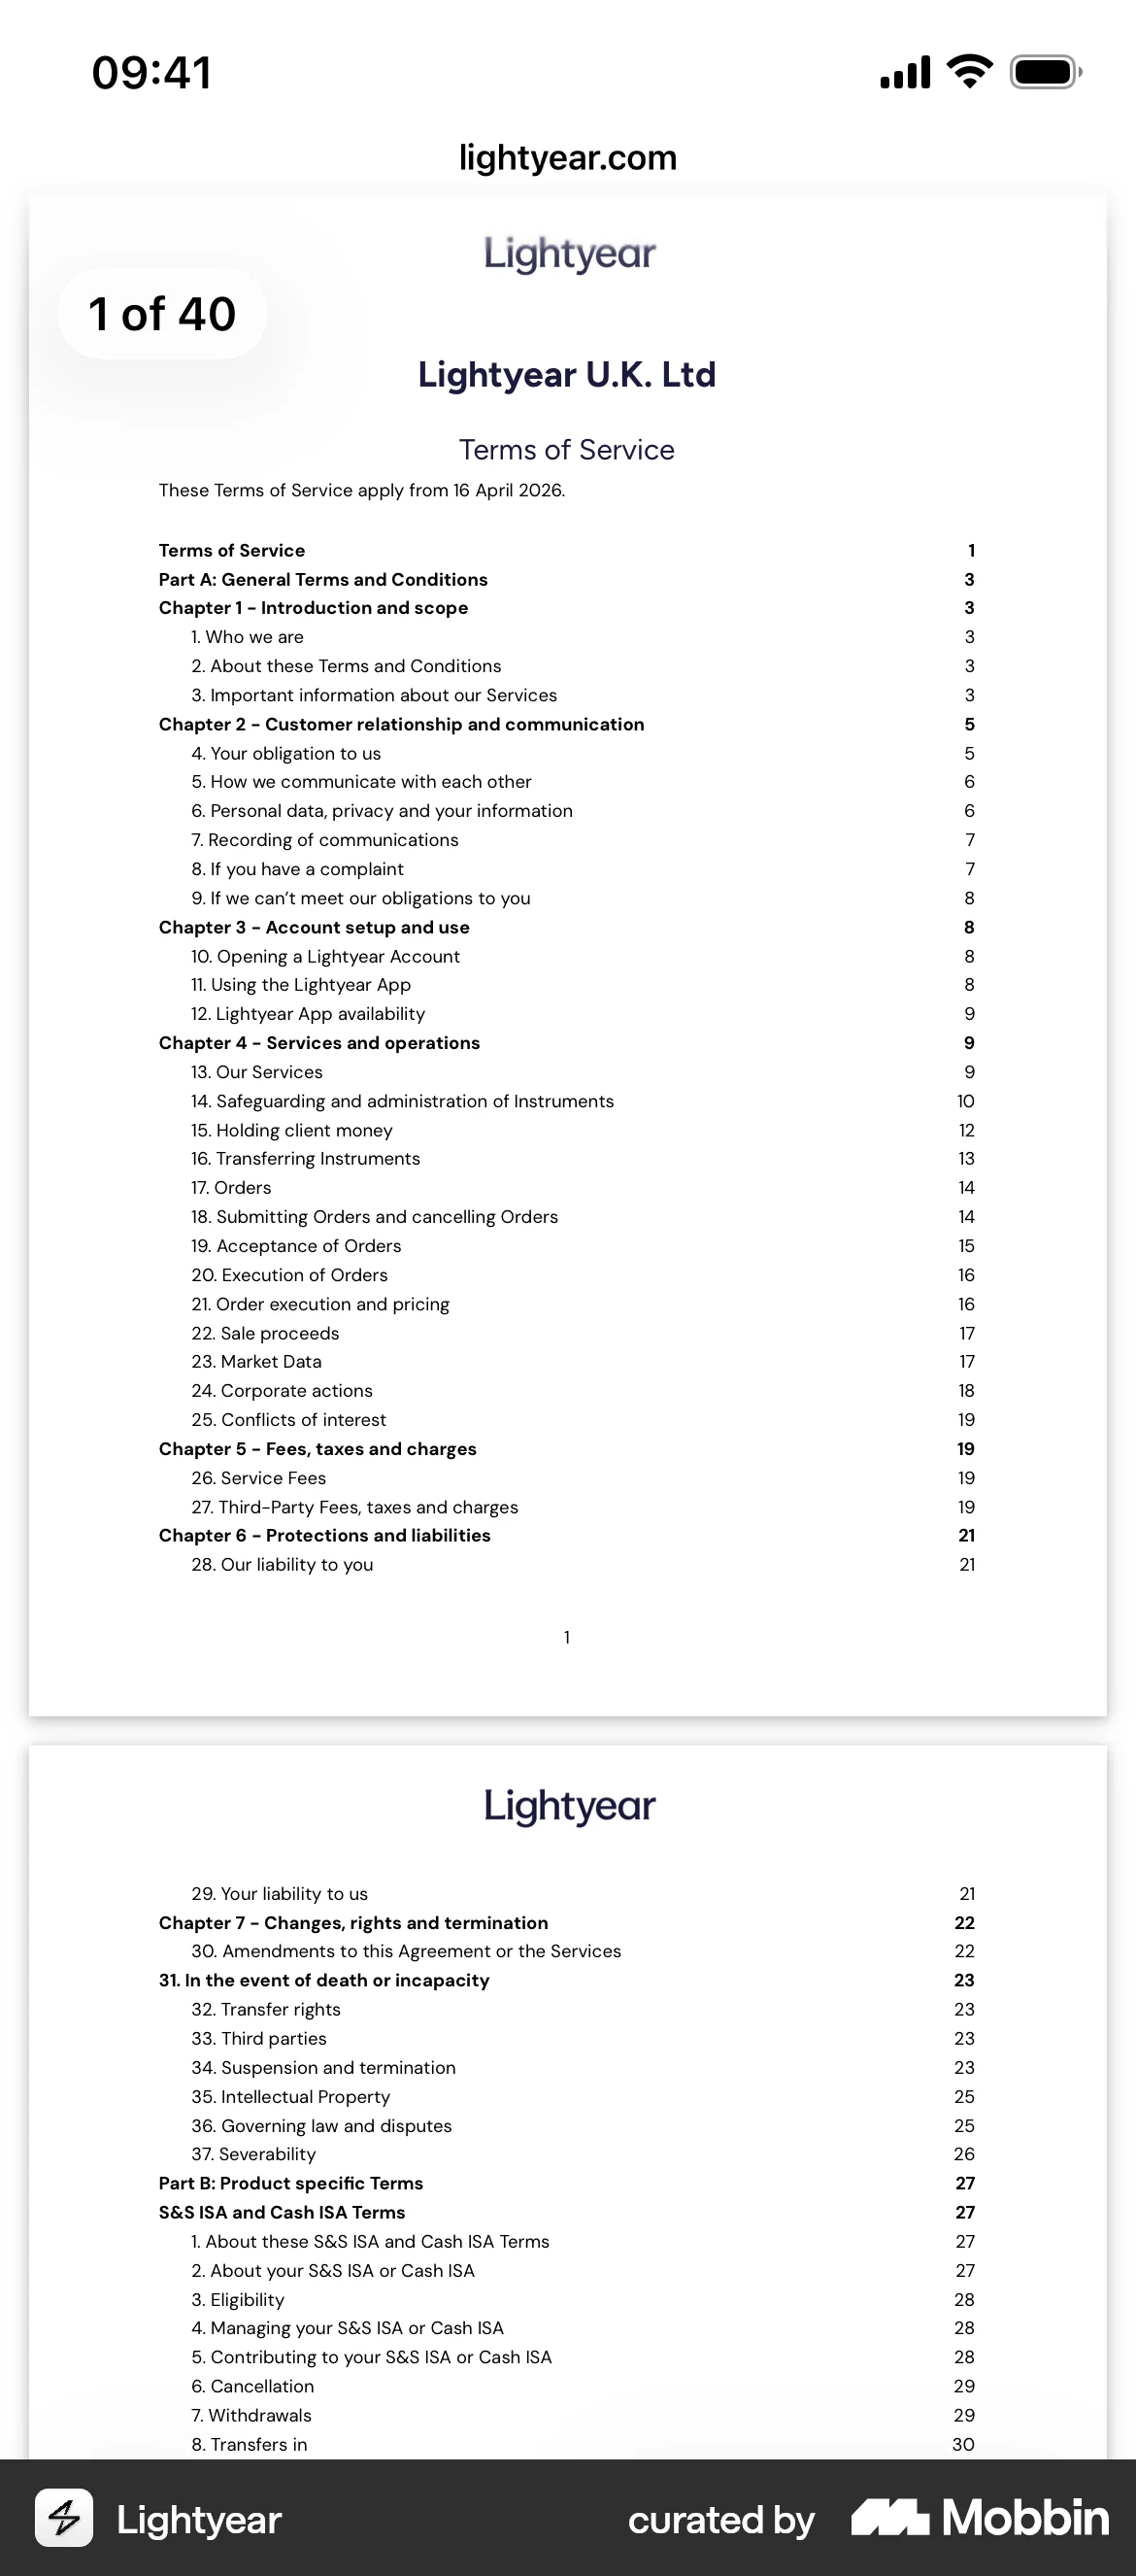 09:41
lightyear.com
Lightyear
1 of 40
Lightyear U.K. Ltd
Terms of Service
These Terms of Service apply from 16 April 2026.
Terms of Service 1
Part A: General Terms and Conditions 3
Chapter 1 - Introduction and scope 3
1. Who we are 3
2. About these Terms and Conditions 3
3. Important information about our Services 3
Chapter 2 - Customer relationship and communication 5
4. Your obligation to us 5
5. How we communicate with each other 6
6. Personal data, privacy and your information 6
7. Recording of communications 7
8. If you have a complaint 7
9. If we can’t meet our obligations to you 8
Chapter 3 - Account setup and use 8
10. Opening a Lightyear Account 8
11. Using the Lightyear App 8
12. Lightyear App availability 9
Chapter 4 - Services and operations 9
13. Our Services 9
14. Safeguarding and administration of Instruments 10
15. Holding client money 12
16. Transferring Instruments 13
17. Orders 14
18. Submitting Orders and cancelling Orders 14
19. Acceptance of Orders 15
20. Execution of Orders 16
21. Order execution and pricing 16
22. Sale proceeds 17
23. Market Data 17
24. Corporate actions 18
25. Conflicts of interest 19
Chapter 5 - Fees, taxes and charges 19
26. Service Fees 19
27. Third-Party Fees, taxes and charges 19
Chapter 6 - Protections and liabilities 21
28. Our liability to you 21
1
Lightyear
29. Your liability to us 21
Chapter 7 - Changes, rights and termination 22
30. Amendments to this Agreement or the Services 22
31. In the event of death or incapacity 23
32. Transfer rights 23
33. Third parties 23
34. Suspension and termination 23
35. Intellectual Property 25
36. Governing law and disputes 25
37. Severability 26
Part B: Product specific Terms 27
S&S ISA and Cash ISA Terms 27
1. About these S&S ISA and Cash ISA Terms 27
2. About your S&S ISA or Cash ISA 27
3. Eligibility 28
4. Managing your S&S ISA or Cash ISA 28
5. Contributing to your S&S ISA or Cash ISA 28
6. Cancellation 29
7. Withdrawals 29
8. Transfers in 30
Lightyear
curated by Mobbin